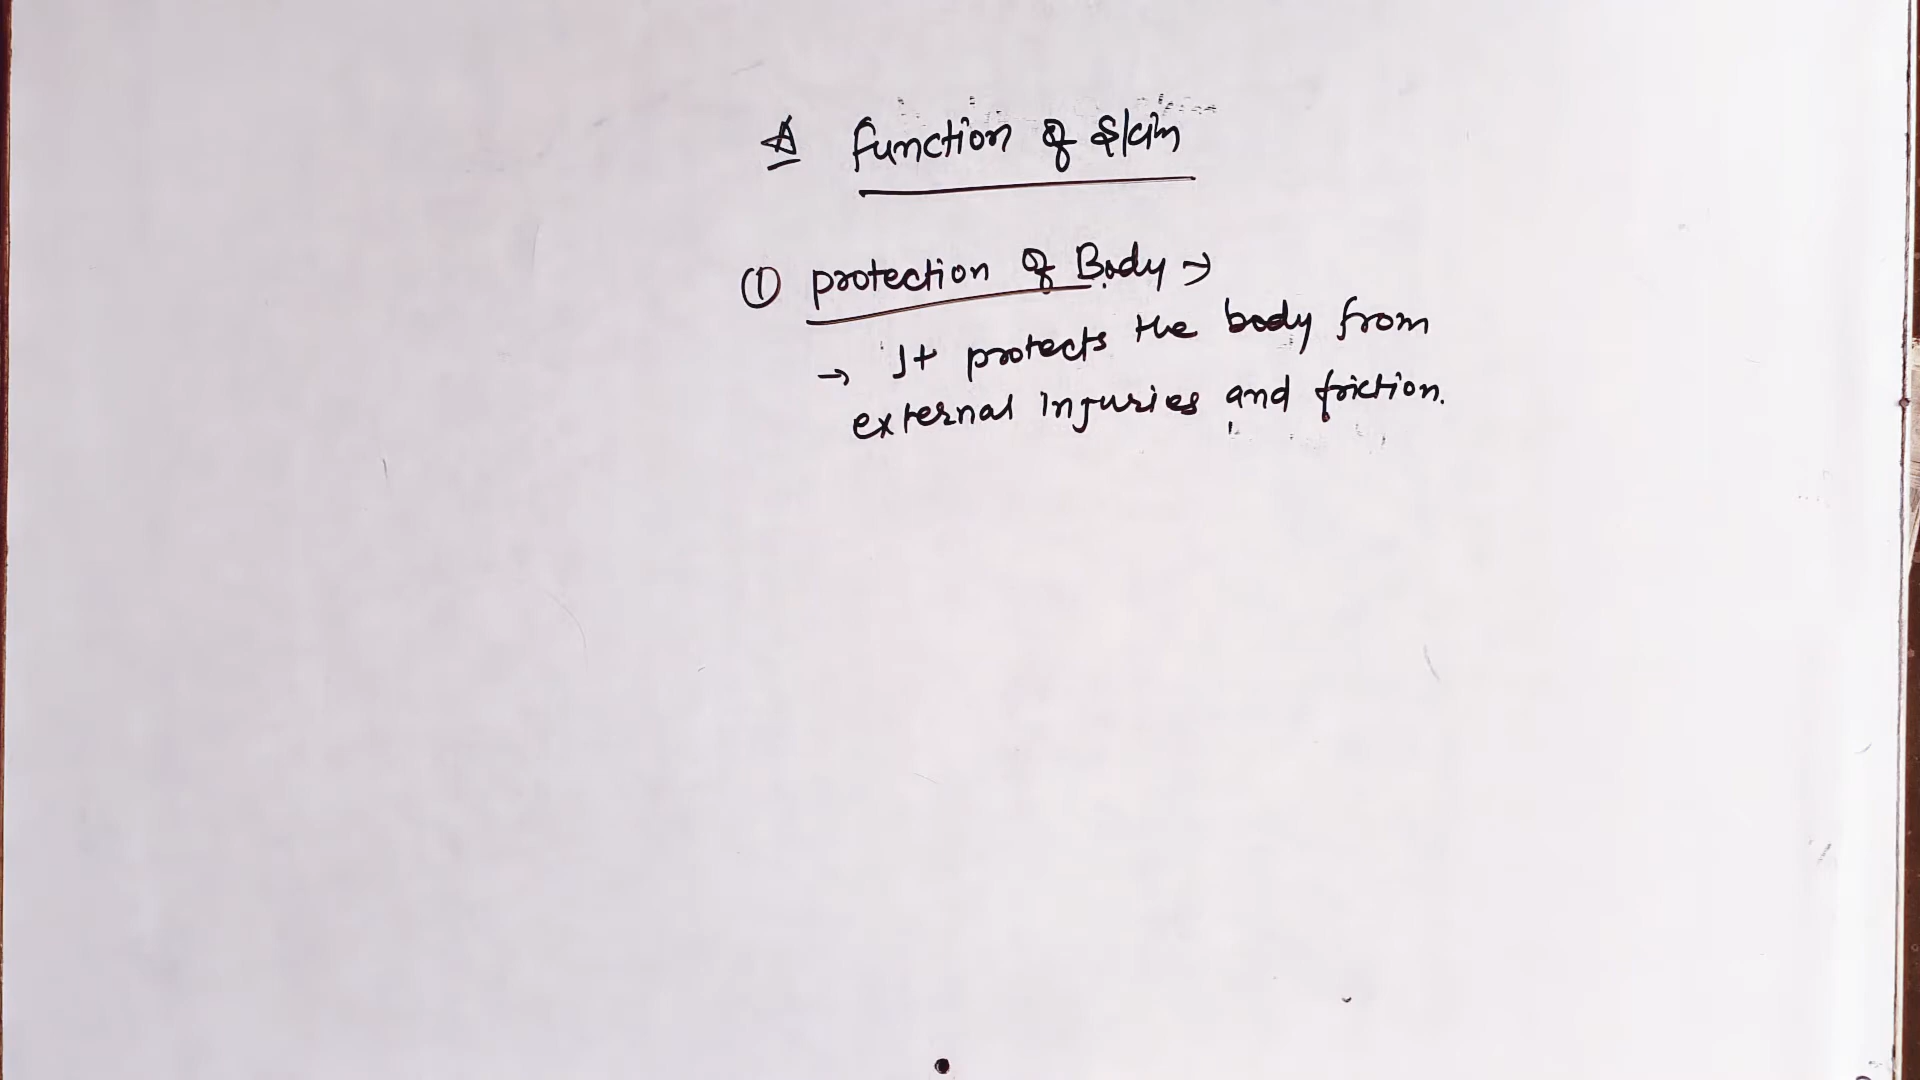 ☆ Function of Skin
① protection of Body →
→ It protects the body from
external injuries and friction.